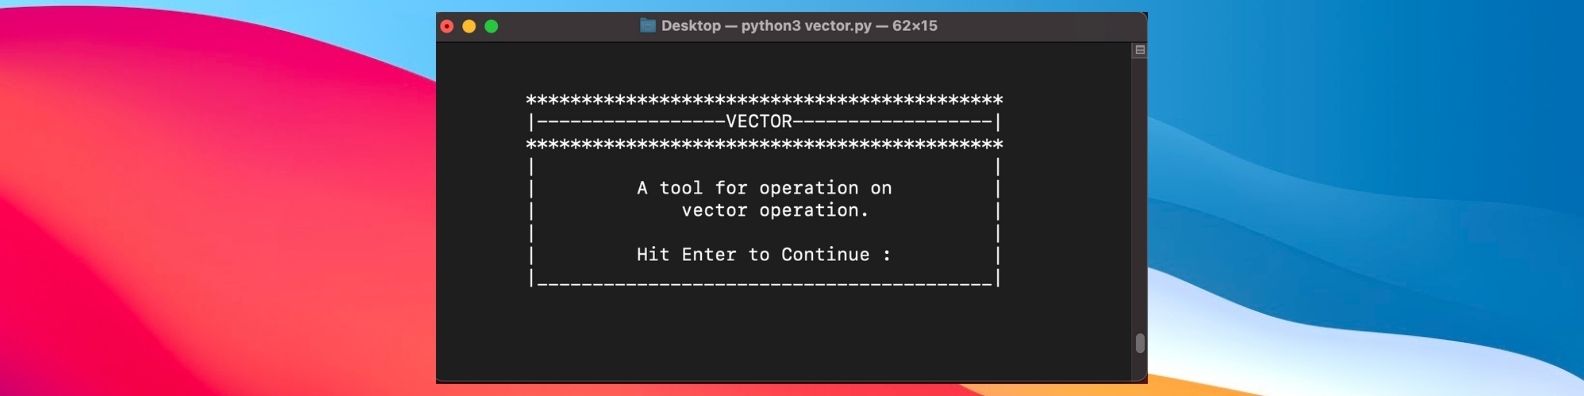 Desktop — python3 vector.py — 62×15
*******************************************
|-----------------VECTOR------------------|
*******************************************
|                                         |
|         A tool for operation on         |
|             vector operation.           |
|                                         |
|         Hit Enter to Continue :         |
|_________________________________________|